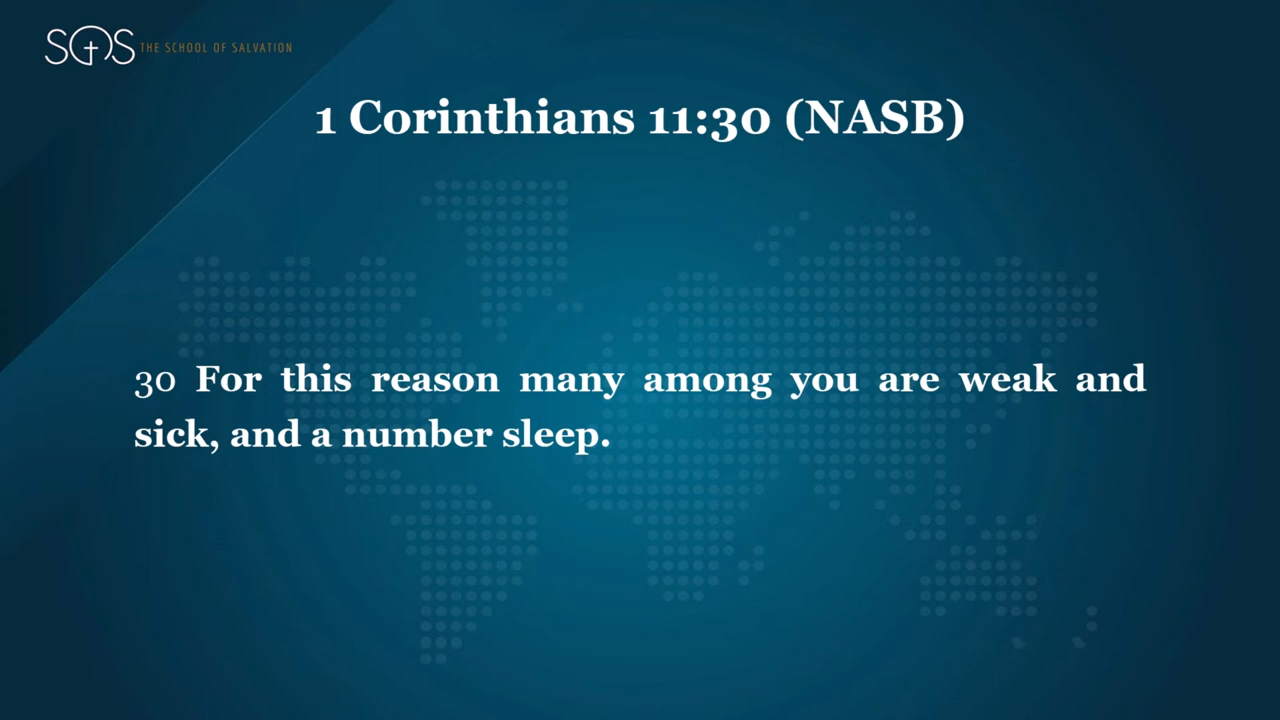 SOS THE SCHOOL OF SALVATION
1 Corinthians 11:30 (NASB)
30 For this reason many among you are weak and
sick, and a number sleep.